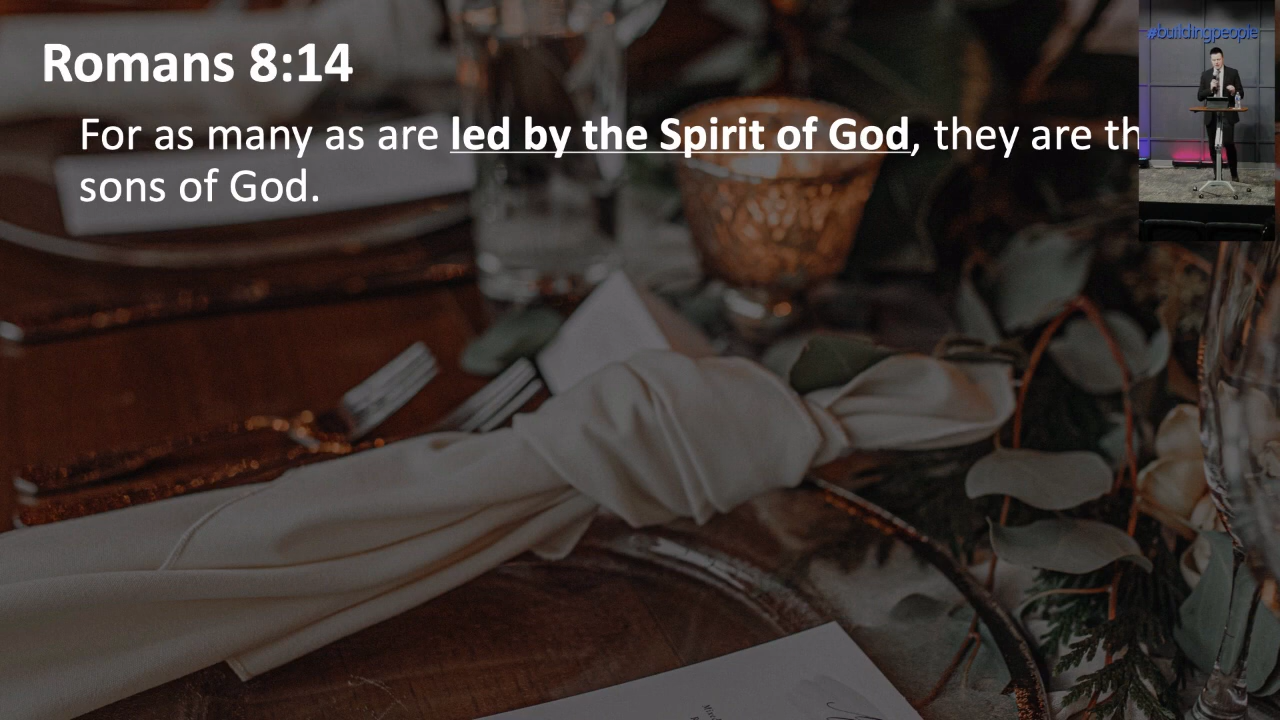 Romans 8:14
#buildingpeople
For as many as are led by the Spirit of God, they are th
sons of God.